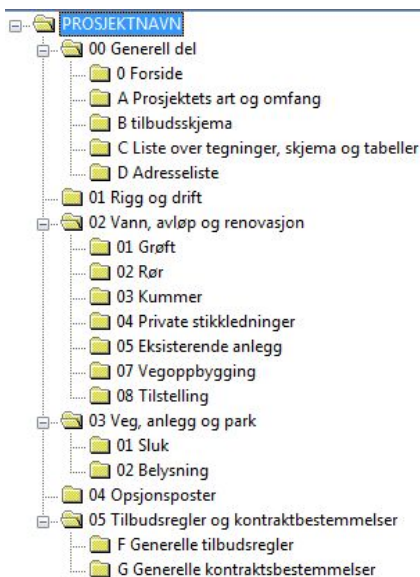 PROSJEKTNAVN
00 Generell del
0 Forside
A Prosjektets art og omfang
B tilbudsskjema
C Liste over tegninger, skjema og tabeller
D Adresseliste
01 Rigg og drift
02 Vann, avløp og renovasjon
01 Grøft
02 Rør
03 Kummer
04 Private stikkledninger
05 Eksisterende anlegg
07 Vegoppbygging
08 Tilstelling
03 Veg, anlegg og park
01 Sluk
02 Belysning
04 Opsjonsposter
05 Tilbudsregler og kontraktbestemmelser
F Generelle tilbudsregler
G Generelle kontraktsbestemmelser